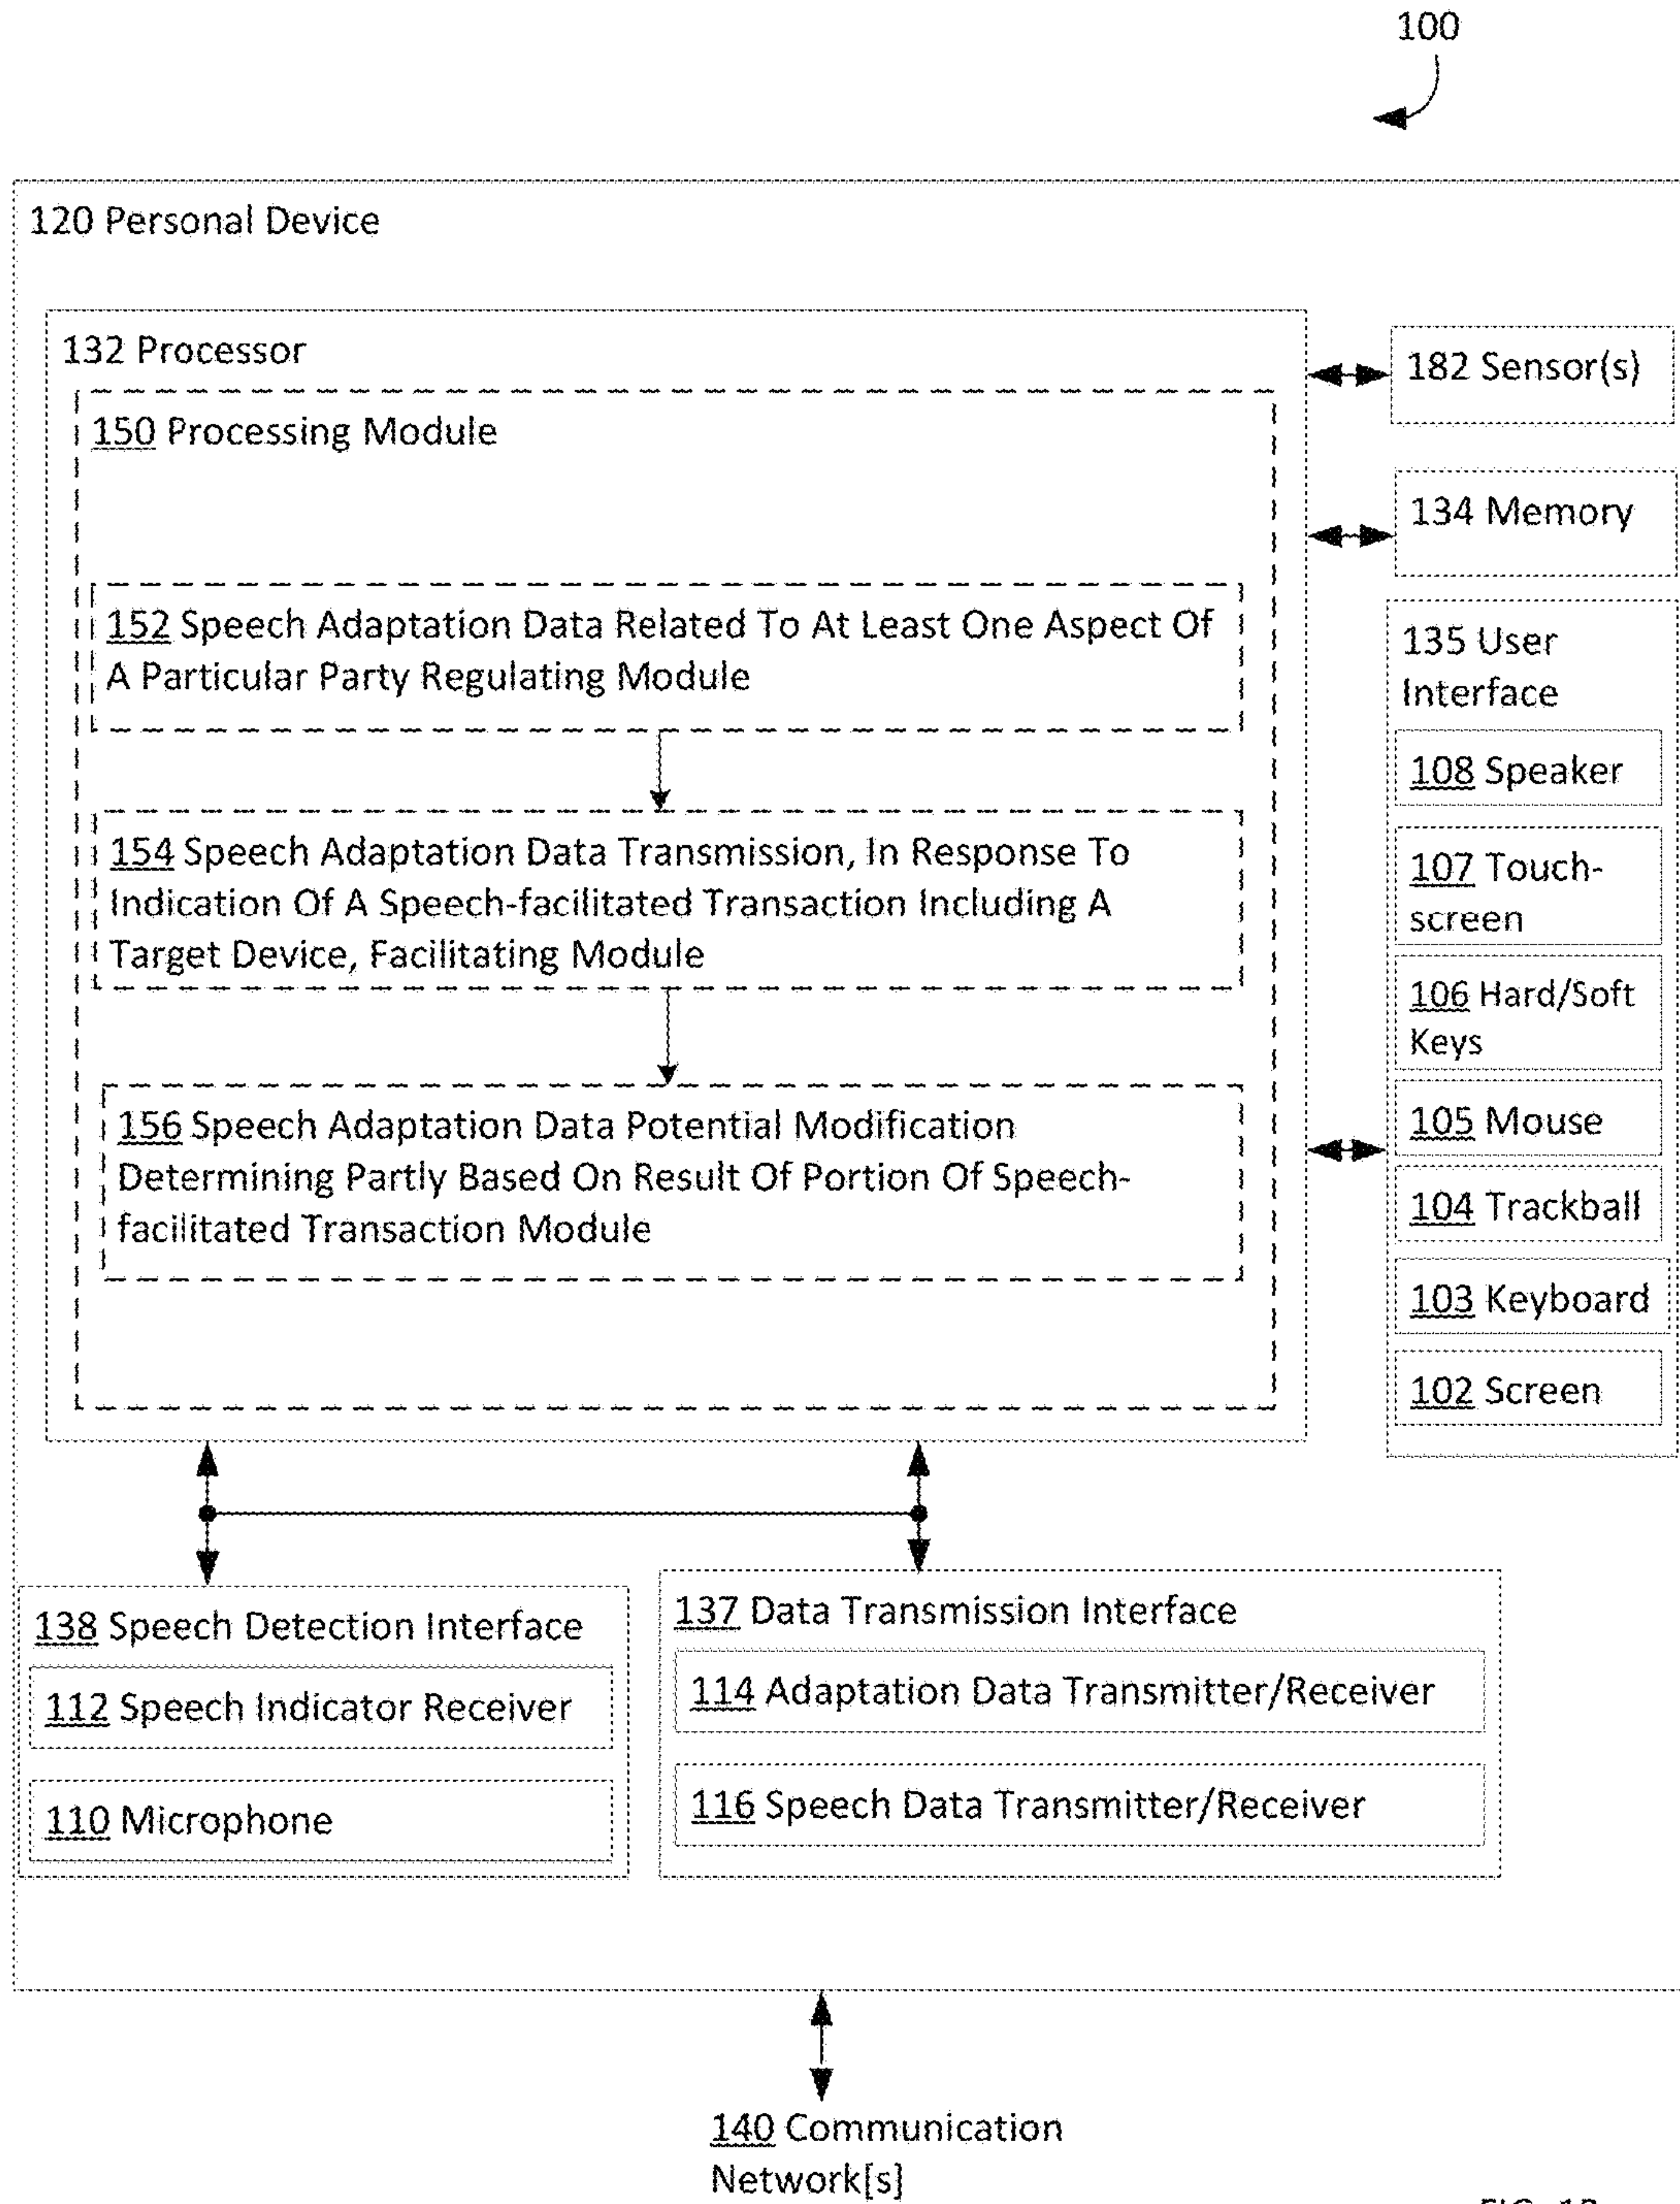 100
120 Personal Device
132 Processor
150 Processing Module
152 Speech Adaptation Data Related To At Least One Aspect Of
A Particular Party Regulating Module
154 Speech Adaptation Data Transmission, In Response To
Indication Of A Speech-facilitated Transaction Including A
Target Device, Facilitating Module
156 Speech Adaptation Data Potential Modification
Determining Partly Based On Result Of Portion Of Speech-
facilitated Transaction Module
182 Sensor(s)
134 Memory
135 User
Interface
108 Speaker
107 Touch-
screen
106 Hard/Soft
Keys
105 Mouse
104 Trackball
103 Keyboard
102 Screen
138 Speech Detection Interface
112 Speech Indicator Receiver
110 Microphone
137 Data Transmission Interface
114 Adaptation Data Transmitter/Receiver
116 Speech Data Transmitter/Receiver
140 Communication
Network[s]